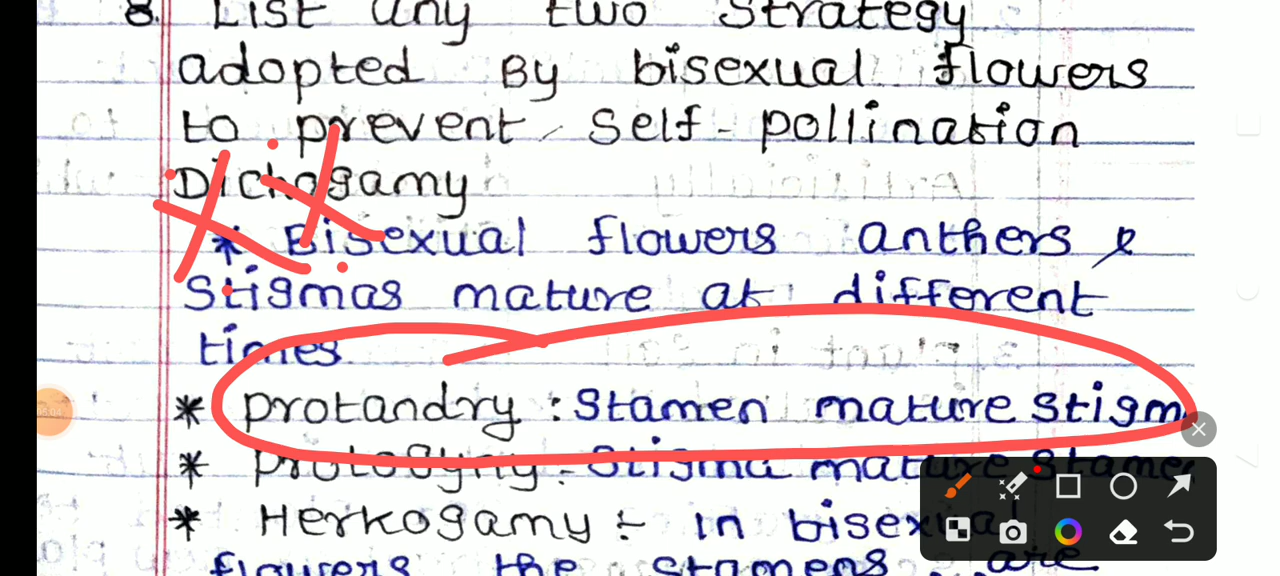 8. List any two Strategy
adopted By bisexual flowers
to prevent self-pollination
Dichogamy
* Bisexual flowers anthers &
Stigmas mature at different
times
* protandry : Stamen mature Stigm
* protogyny :- Stigma mature Stame
* Herkogamy :- in bisexual
flowers the stamens are